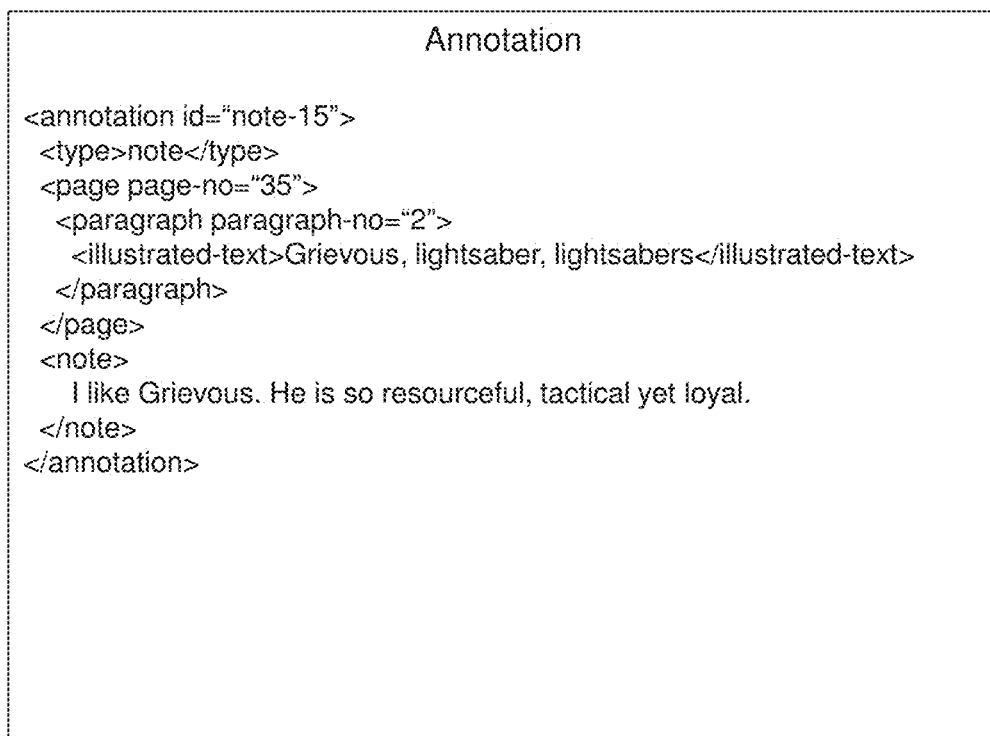 Annotation
<annotation id=“note-15”>
<type>note</type>
<page page-no=“35”>
<paragraph paragraph-no=“2”>
<illustrated-text>Grievous, lightsaber, lightsabers</illustrated-text>
</paragraph>
</page>
<note>
I like Grievous. He is so resourceful, tactical yet loyal.
</note>
</annotation>